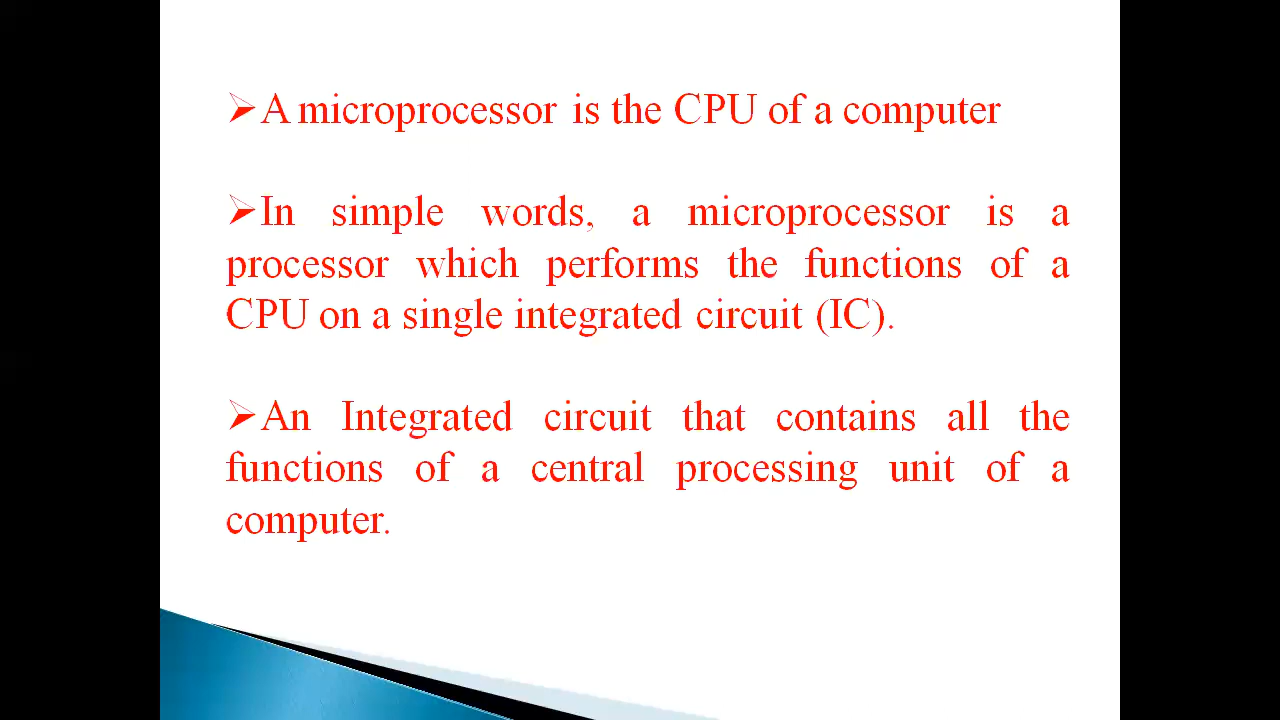 ➢A microprocessor is the CPU of a computer
➢In simple words, a microprocessor is a
processor which performs the functions of a
CPU on a single integrated circuit (IC).
➢An Integrated circuit that contains all the
functions of a central processing unit of a
computer.